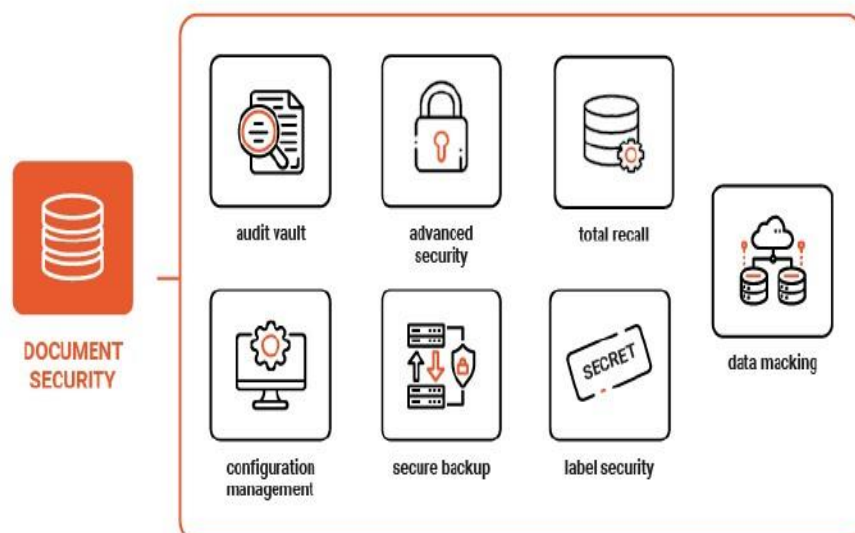 DOCUMENT
SECURITY
audit vault
advanced
security
total recall
configuration
management
secure backup
SECRET
label security
data macking